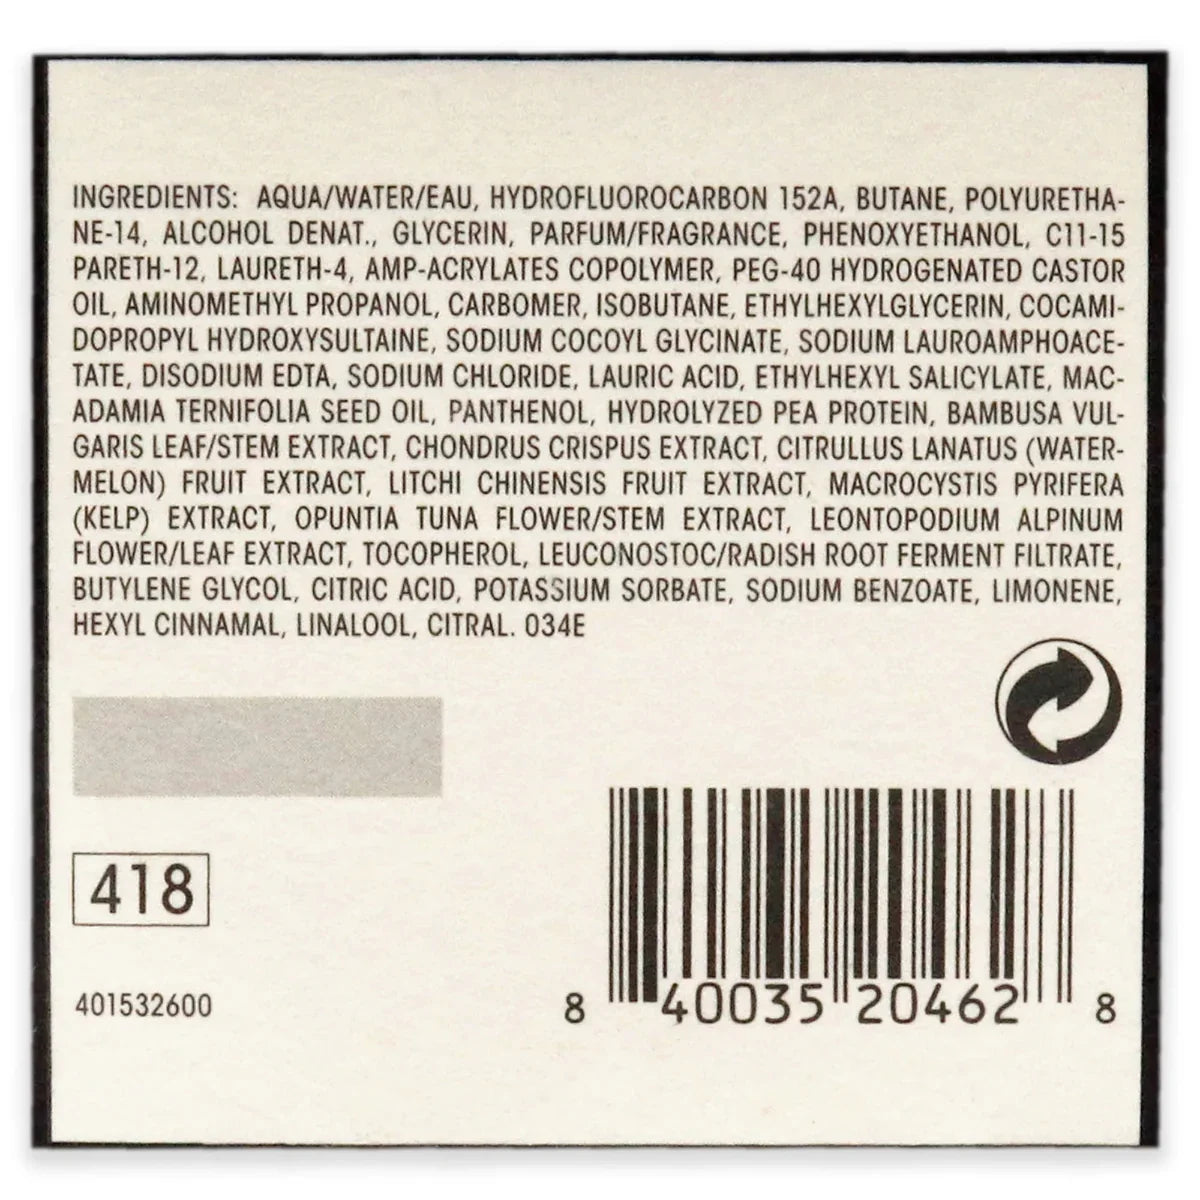 INGREDIENTS: AQUA/WATER/EAU, HYDROFLUOROCARBON 152A, BUTANE, POLYURETHA-
NE-14, ALCOHOL DENAT., GLYCERIN, PARFUM/FRAGRANCE, PHENOXYETHANOL, C11-15
PARETH-12, LAURETH-4, AMP-ACRYLATES COPOLYMER, PEG-40 HYDROGENATED CASTOR
OIL, AMINOMETHYL PROPANOL, CARBOMER, ISOBUTANE, ETHYLHEXYLGLYCERIN, COCAMI-
DOPROPYL HYDROXYSULTAINE, SODIUM COCOYL GLYCINATE, SODIUM LAUROAMPHOACE-
TATE, DISODIUM EDTA, SODIUM CHLORIDE, LAURIC ACID, ETHYLHEXYL SALICYLATE, MAC-
ADAMIA TERNIFOLIA SEED OIL, PANTHENOL, HYDROLYZED PEA PROTEIN, BAMBUSA VUL-
GARIS LEAF/STEM EXTRACT, CHONDRUS CRISPUS EXTRACT, CITRULLUS LANATUS (WATER-
MELON) FRUIT EXTRACT, LITCHI CHINENSIS FRUIT EXTRACT, MACROCYSTIS PYRIFERA
(KELP) EXTRACT, OPUNTIA TUNA FLOWER/STEM EXTRACT, LEONTOPODIUM ALPINUM
FLOWER/LEAF EXTRACT, TOCOPHEROL, LEUCONOSTOC/RADISH ROOT FERMENT FILTRATE,
BUTYLENE GLYCOL, CITRIC ACID, POTASSIUM SORBATE, SODIUM BENZOATE, LIMONENE,
HEXYL CINNAMAL, LINALOOL, CITRAL. 034E
418
401532600
8 40035 20462 8